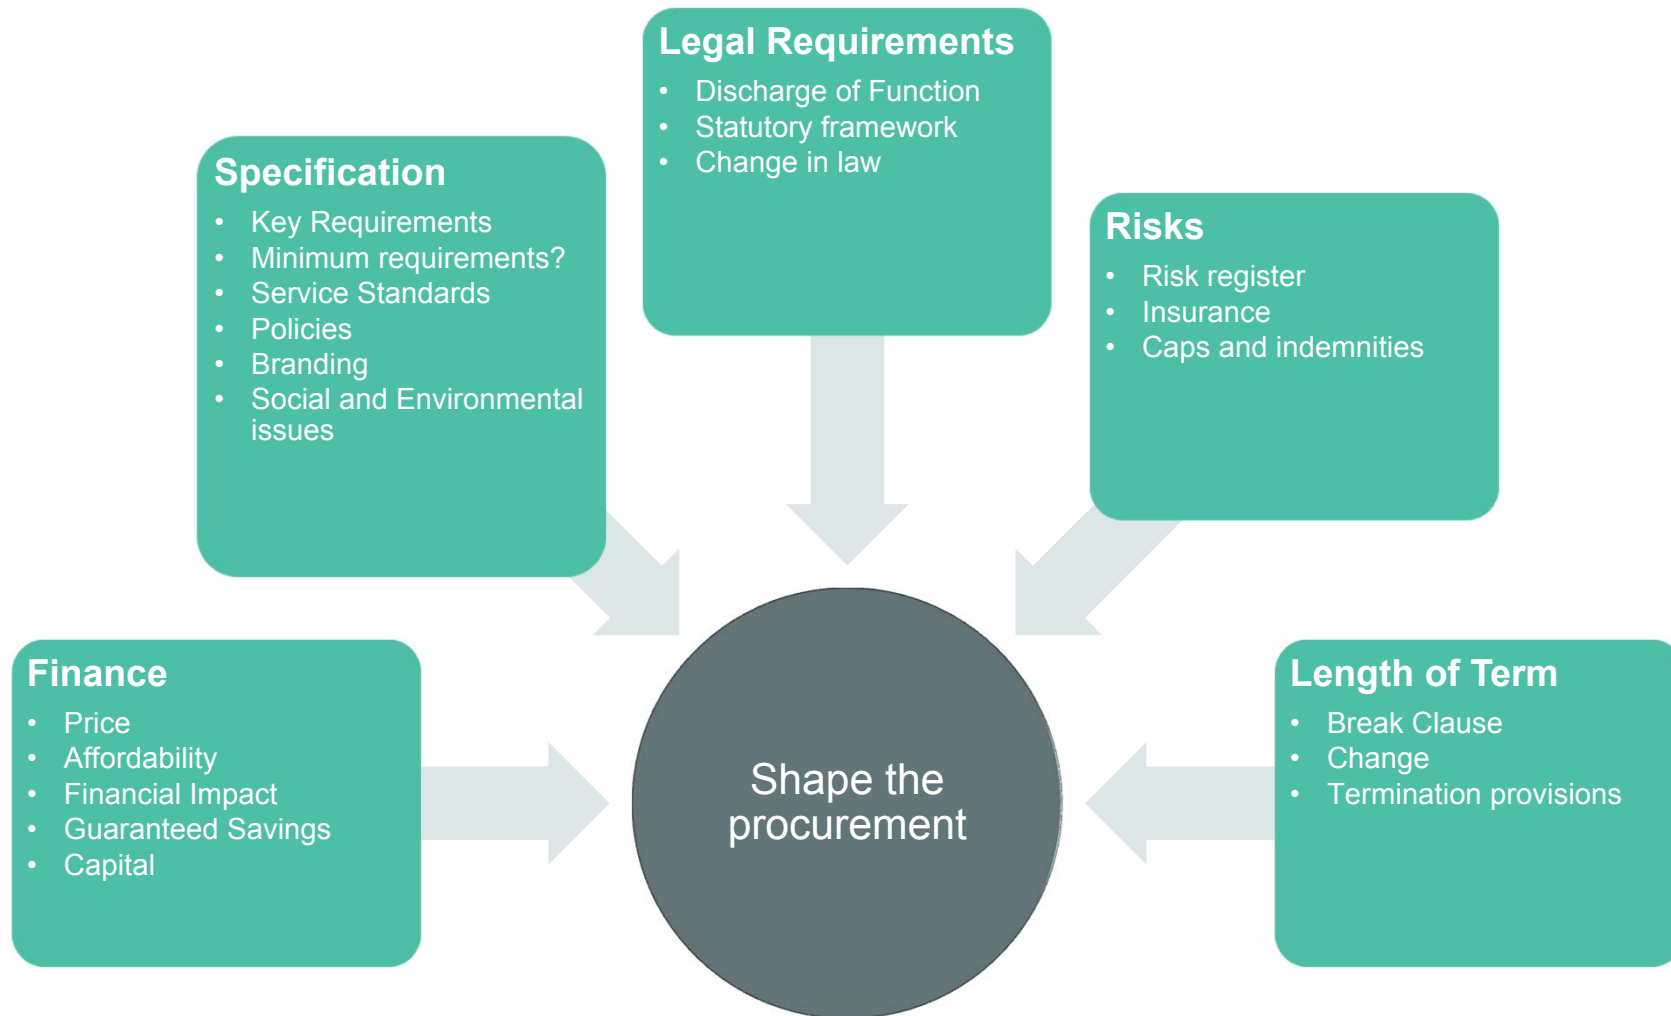 Legal Requirements
• Discharge of Function
• Statutory framework
• Change in law
Specification
• Key Requirements
• Minimum requirements?
• Service Standards
• Policies
• Branding
• Social and Environmental
issues
Risks
• Risk register
• Insurance
• Caps and indemnities
Finance
• Price
• Affordability
• Financial Impact
• Guaranteed Savings
• Capital
Shape the
procurement
Length of Term
• Break Clause
• Change
• Termination provisions